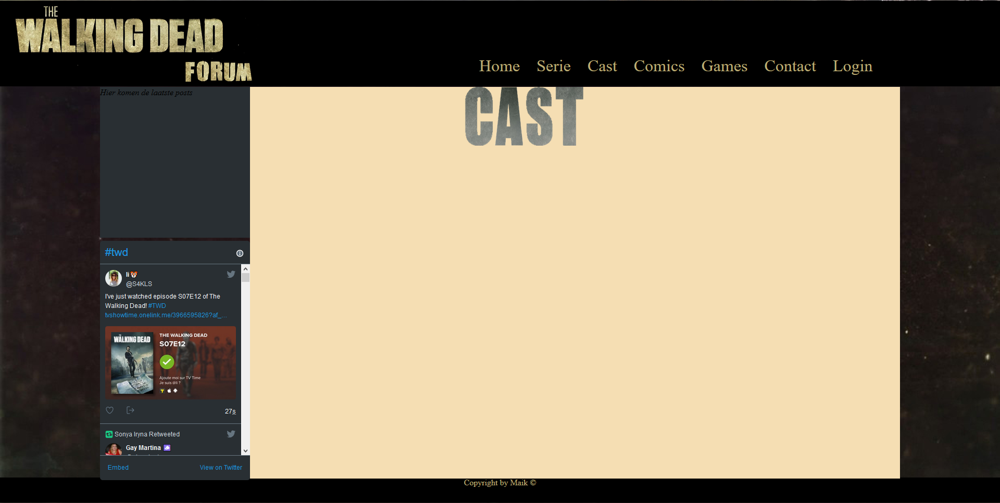 THE
WALKING DEAD
FORUM
Home Serie Cast Comics Games Contact Login
Hier komen de laatste posts
CAST
#twd
li
@S4KLS
I've just watched episode S07E12 of The
Walking Dead! #TWD
tvshowtime.onelink.me/3966595826?af_…
THE
WALKING DEAD
THE WALKING DEAD
S07E12
Ajoute moi sur TV Time
Je suis @li ?
27s
Sonya Iryna Retweeted
Gay Martina
Embed View on Twitter
Copyright by Maik ©